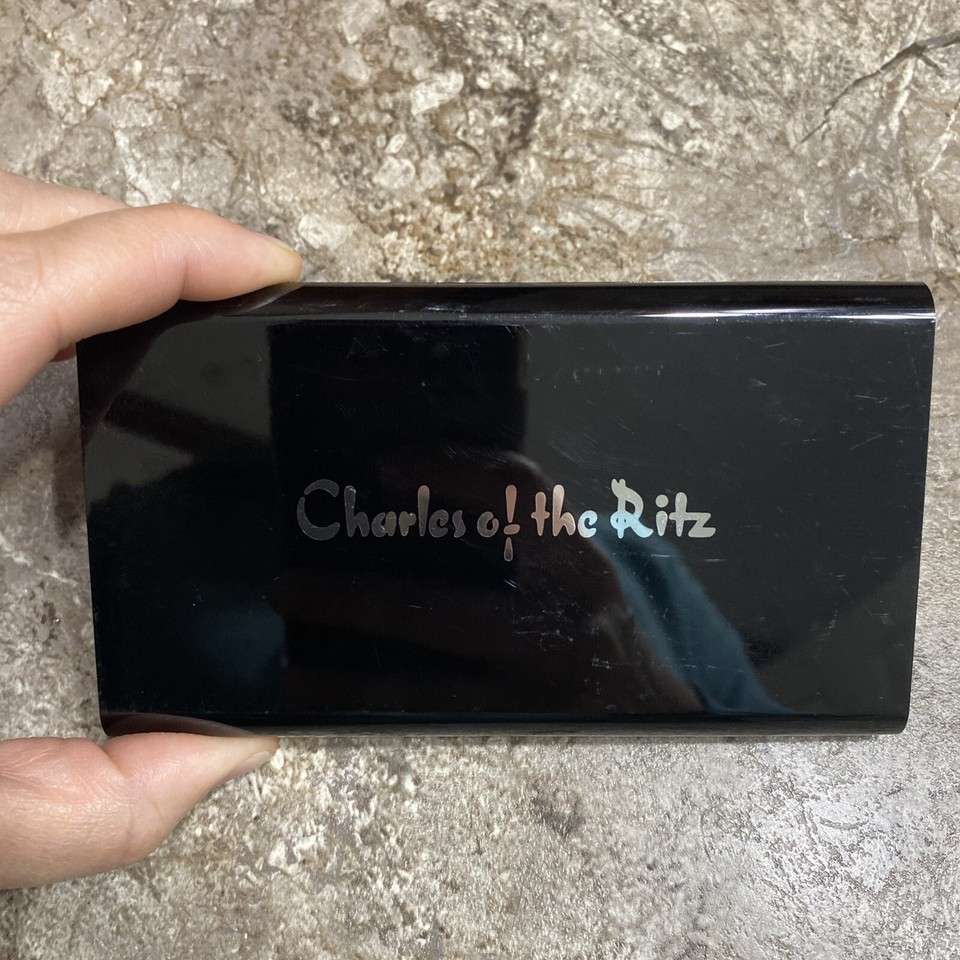 Charles of the Ritz